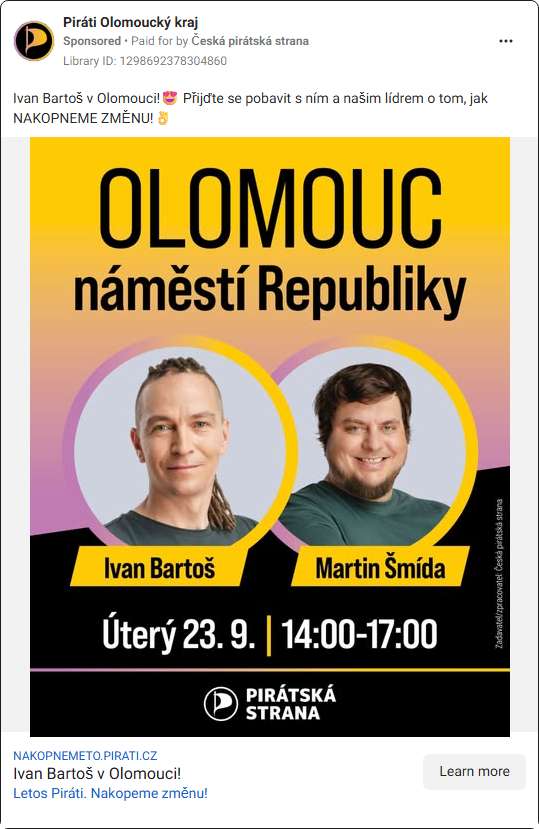 Piráti Olomoucký kraj
Sponsored • Paid for by Česká pirátská strana
Library ID: 1298692378304860
Ivan Bartoš v Olomouci!😍 Přijďte se pobavit s ním a našim lídrem o tom, jak
NAKOPNEME ZMĚNU!👌
OLOMOUC
náměstí Republiky
Ivan Bartoš
Martin Šmída
Zadavatel/zpracovatel: Česká pirátská strana
Úterý 23. 9. | 14:00-17:00
PIRÁTSKÁ
STRANA
NAKOPNEMETO.PIRATI.CZ
Ivan Bartoš v Olomouci!
Letos Piráti. Nakopeme změnu!
Learn more